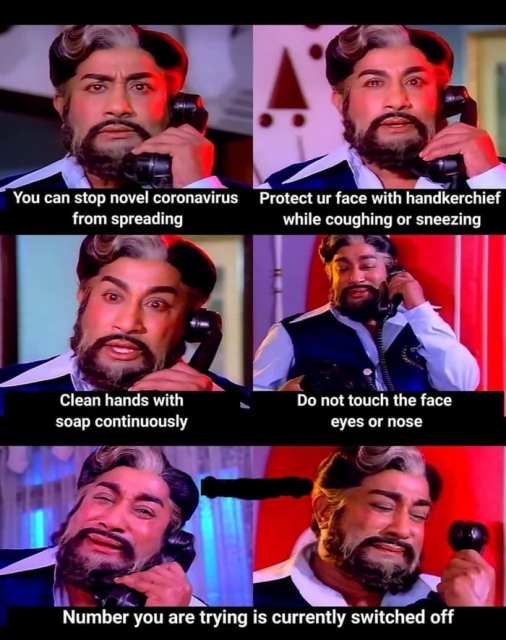 You can stop novel coronavirus
from spreading
Protect ur face with handkerchief
while coughing or sneezing
Clean hands with
soap continuously
Do not touch the face
eyes or nose
Number you are trying is currently switched off